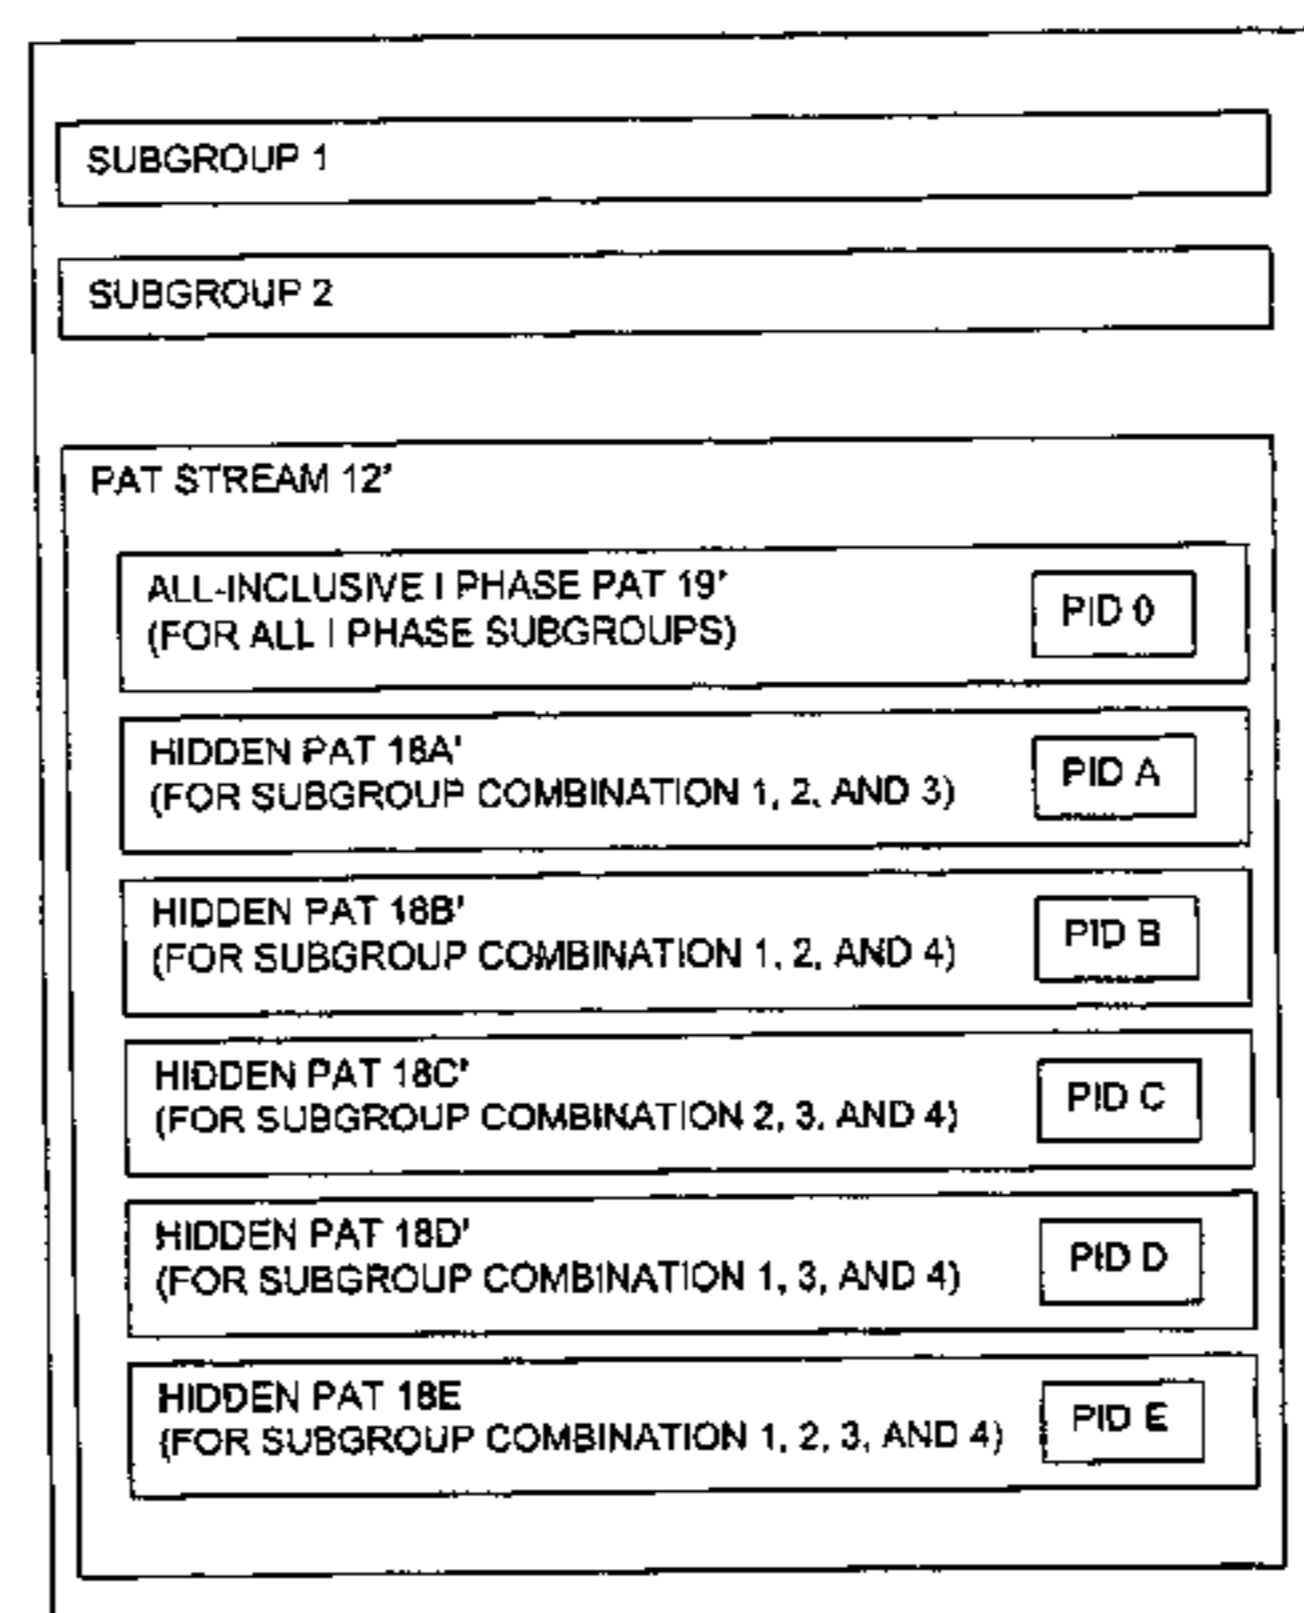 SUBGROUP 1
SUBGROUP 2
PAT STREAM 12'
ALL-INCLUSIVE I PHASE PAT 19'
(FOR ALL I PHASE SUBGROUPS)
PID 0
HIDDEN PAT 18A'
(FOR SUBGROUP COMBINATION 1, 2, AND 3)
PID A
HIDDEN PAT 18B'
(FOR SUBGROUP COMBINATION 1, 2, AND 4)
PID B
HIDDEN PAT 18C'
(FOR SUBGROUP COMBINATION 2, 3, AND 4)
PID C
HIDDEN PAT 18D'
(FOR SUBGROUP COMBINATION 1, 3, AND 4)
PID D
HIDDEN PAT 18E
(FOR SUBGROUP COMBINATION 1, 2, 3, AND 4)
PID E